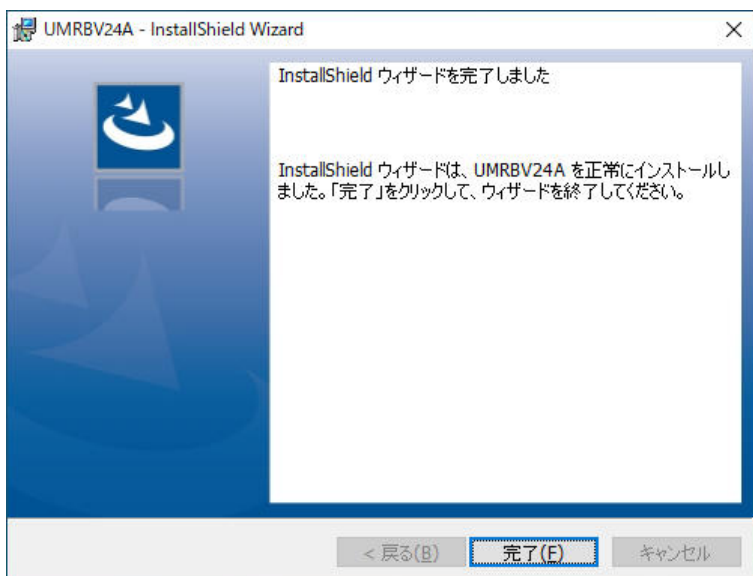 UMRBV24A - InstallShield Wizard
InstallShield ウィザードを完了しました
InstallShield ウィザードは、UMRBV24A を正常にインストールし
ました。「完了」をクリックして、ウィザードを終了してください。
< 戻る(B)
完了(F)
キャンセル